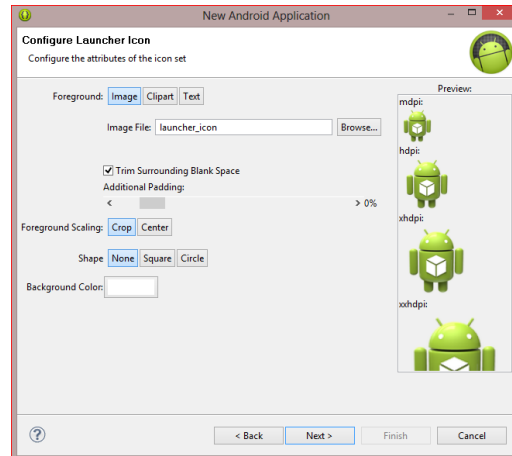 New Android Application
Configure Launcher Icon
Configure the attributes of the icon set
Foreground: Image Clipart Text
Image File: launcher_icon Browse...
Trim Surrounding Blank Space
Additional Padding:
< > 0%
Foreground Scaling: Crop Center
Shape None Square Circle
Background Color:
Preview:
mdpi:
hdpi:
xhdpi:
xxhdpi:
? < Back Next > Finish Cancel